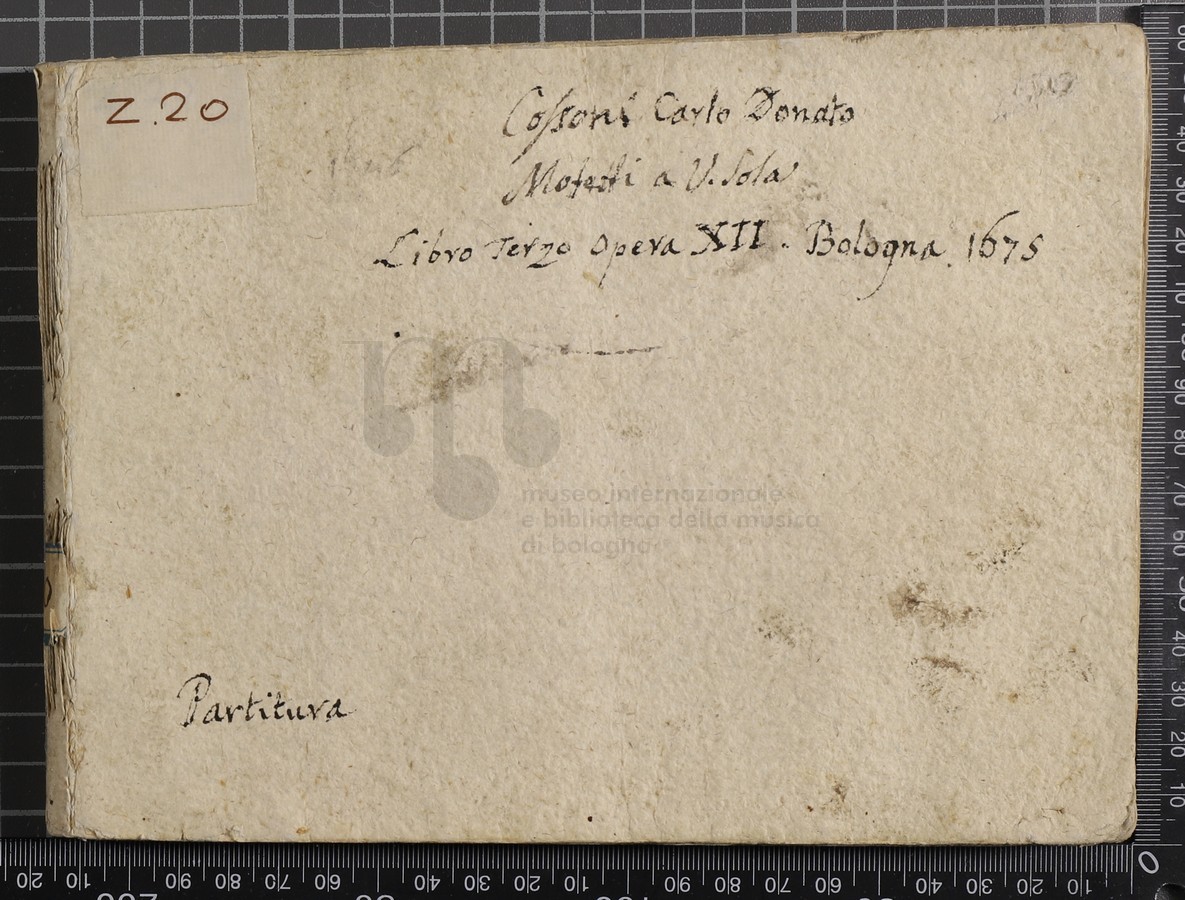 Z.20
Cossoni Carlo Donato
Motetti a V. Sola
Libro Terzo Opera XII. Bologna. 1675
museo internazionale
e biblioteca della musica
di bologna
Partitura